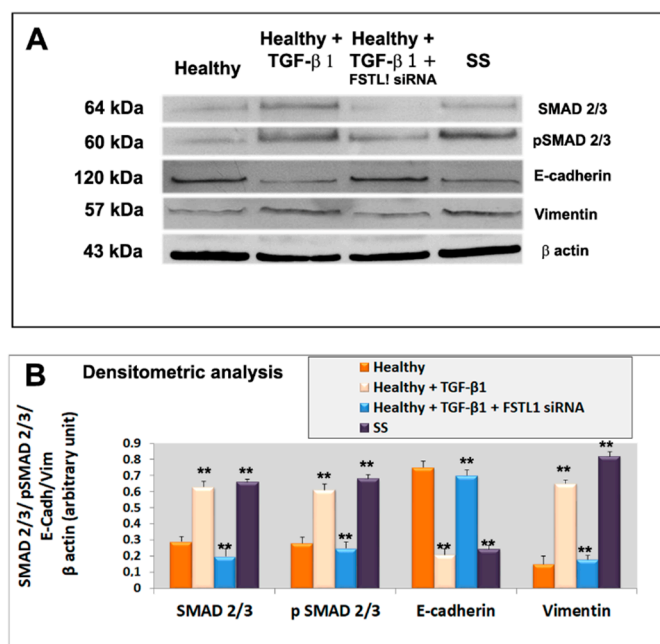 A
Healthy
Healthy +
TGF-β 1
Healthy +
TGF-β 1 +
FSTL! siRNA
SS
64 kDa
SMAD 2/3
60 kDa
pSMAD 2/3
120 kDa
E-cadherin
57 kDa
Vimentin
43 kDa
β actin
B
Densitometric analysis
Healthy
Healthy + TGF-β1
Healthy + TGF-β1 + FSTL1 siRNA
SS
SMAD 2/3/ pSMAD 2/3/
E-Cadh/Vim
β actin (arbitrary unit)
0.9
0.8
0.7
0.6
0.5
0.4
0.3
0.2
0.1
0
** ** **
** ** **
** ** **
** ** **
SMAD 2/3
p SMAD 2/3
E-cadherin
Vimentin